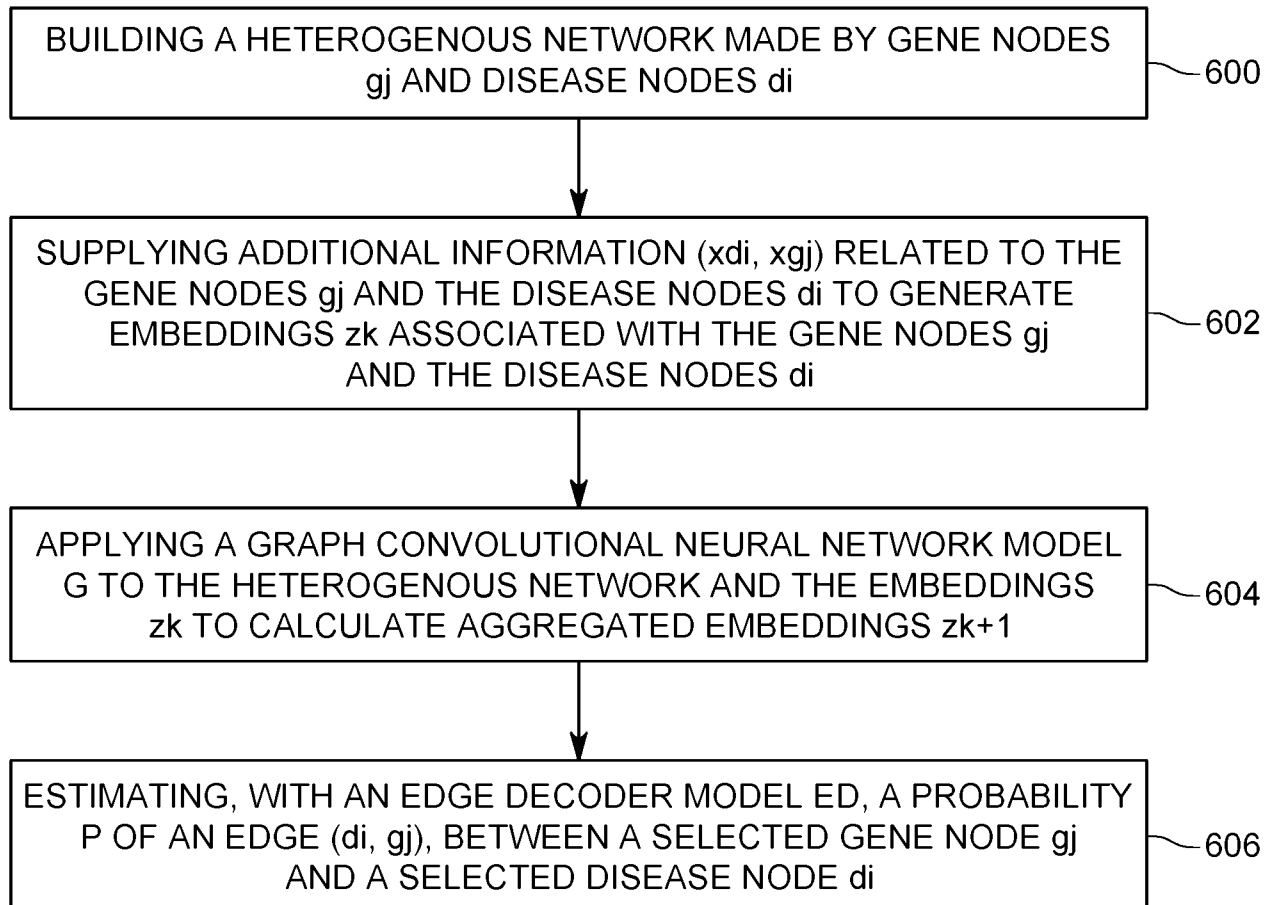 BUILDING A HETEROGENOUS NETWORK MADE BY GENE NODES
gj AND DISEASE NODES di
600
SUPPLYING ADDITIONAL INFORMATION (xdi, xgj) RELATED TO THE
GENE NODES gj AND THE DISEASE NODES di TO GENERATE
EMBEDDINGS zk ASSOCIATED WITH THE GENE NODES gj
AND THE DISEASE NODES di
602
APPLYING A GRAPH CONVOLUTIONAL NEURAL NETWORK MODEL
G TO THE HETEROGENOUS NETWORK AND THE EMBEDDINGS
zk TO CALCULATE AGGREGATED EMBEDDINGS zk+1
604
ESTIMATING, WITH AN EDGE DECODER MODEL ED, A PROBABILITY
P OF AN EDGE (di, gj), BETWEEN A SELECTED GENE NODE gj
AND A SELECTED DISEASE NODE di
606